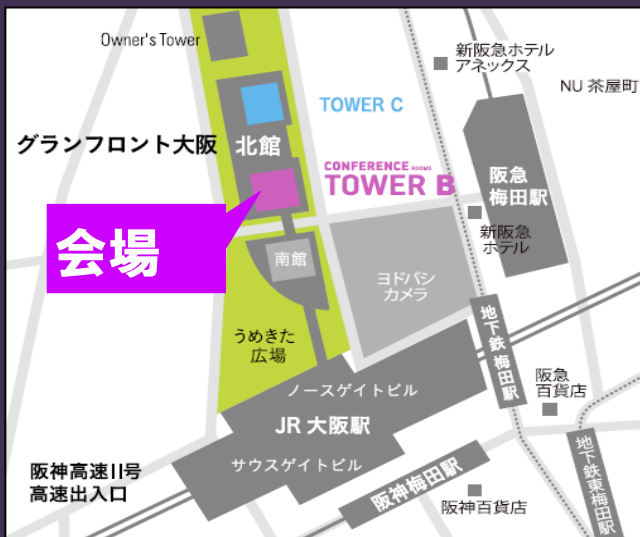 Owner's Tower
新阪急ホテル
アネックス
NU 茶屋町
TOWER C
グランフロント大阪
北館
CONFERENCE ROOMS
TOWER B
阪急
梅田駅
会場
新阪急
ホテル
南館
ヨドバシ
カメラ
うめきた
広場
地下鉄 梅田駅
ノースゲイトビル
阪急
百貨店
JR 大阪駅
サウスゲイトビル
阪神高速11号
高速出入口
阪神梅田駅
阪神百貨店
地下鉄東梅田駅